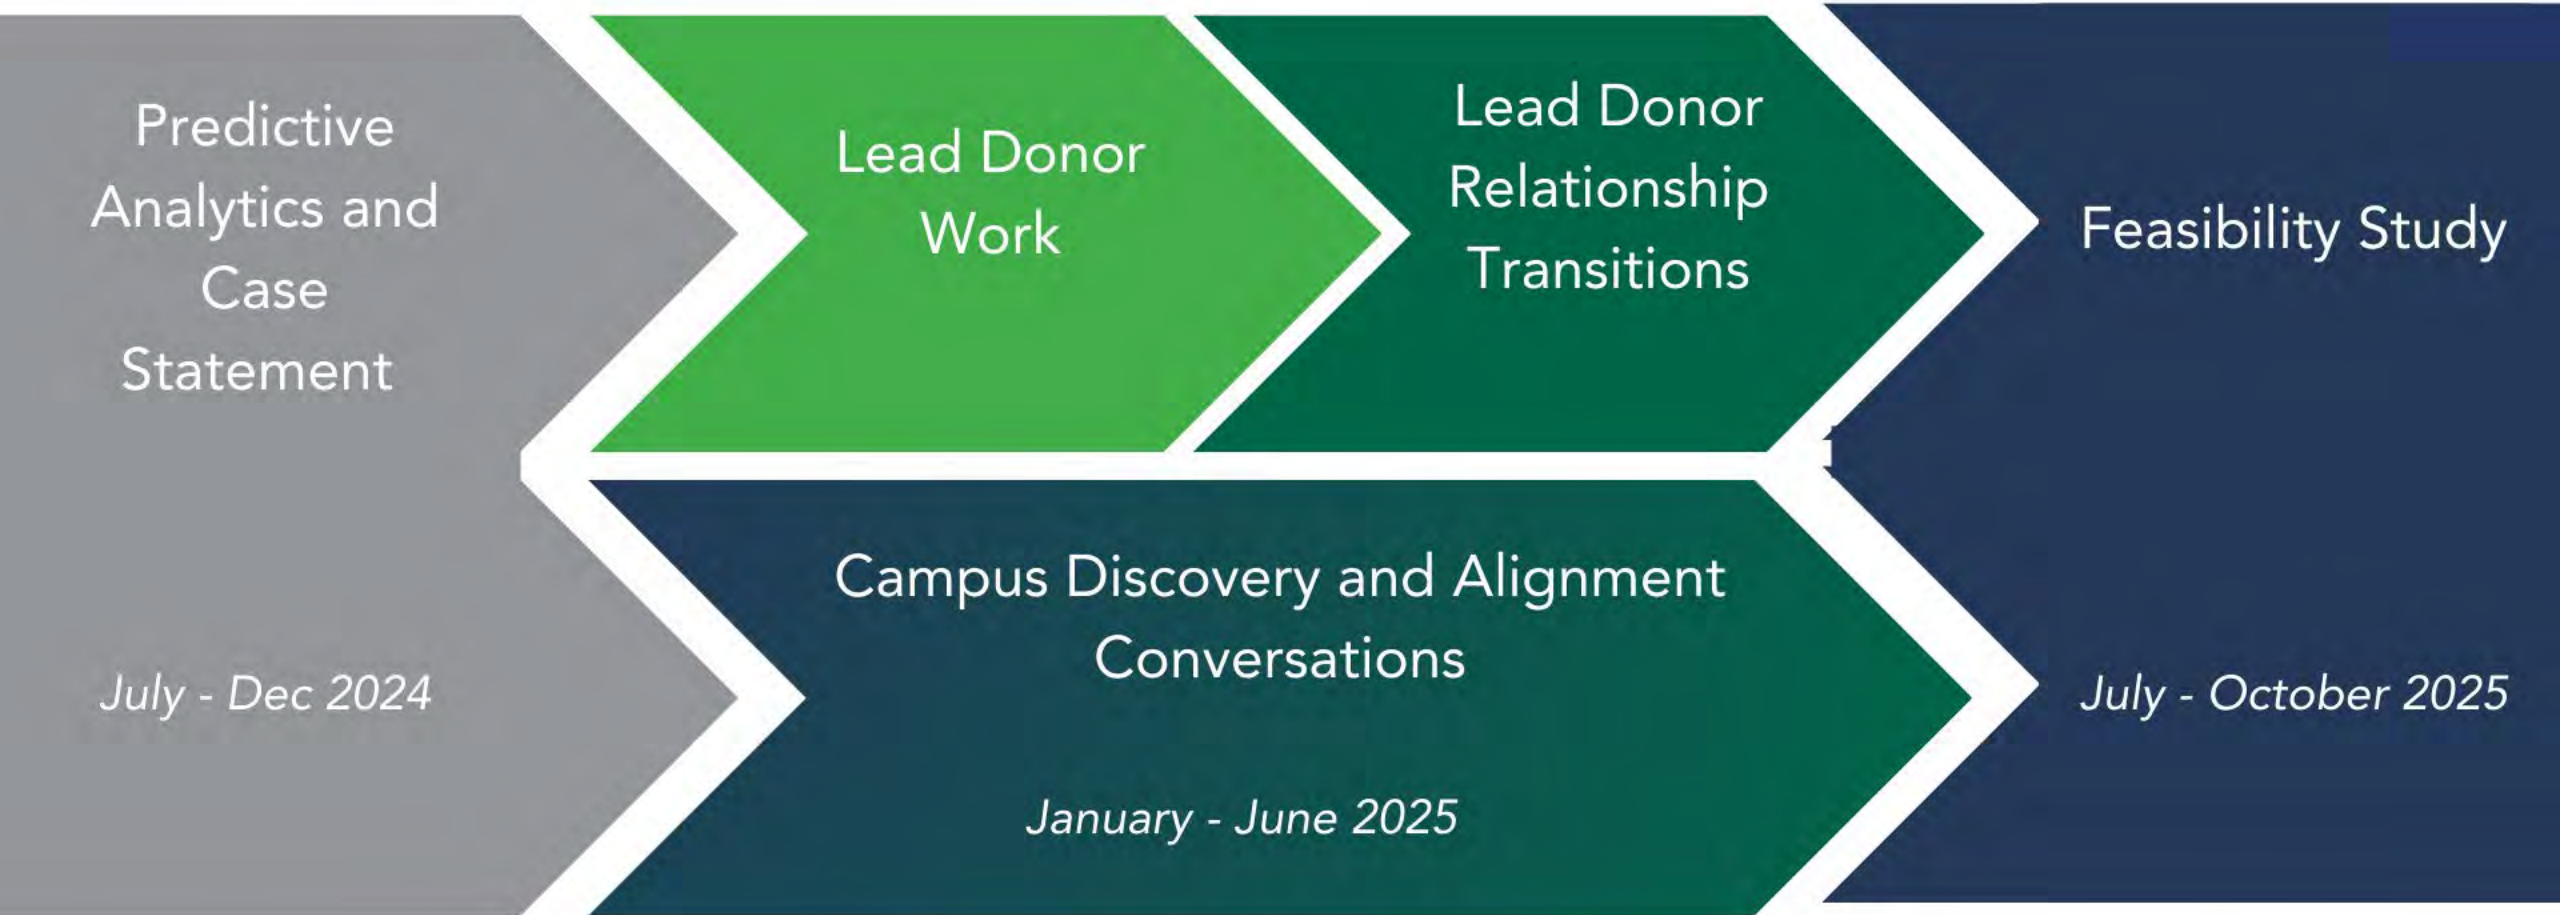 Predictive
Analytics and
Case
Statement
July - Dec 2024
Lead Donor
Work
Lead Donor
Relationship
Transitions
Campus Discovery and Alignment
Conversations
January - June 2025
Feasibility Study
July - October 2025